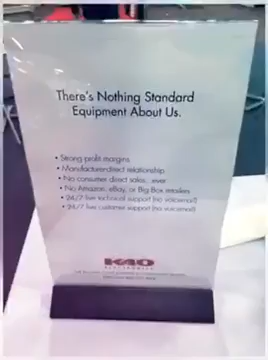 There's Nothing Standard
Equipment About Us.
• Strong profit margins
• Manufacturer-direct relationship
• No consumer direct sales...ever
• No Amazon, eBay, or Big Box retailers
• 24/7 live technical support (no voicemail)
• 24/7 live customer support (no voicemail)
K40
ELECTRONICS